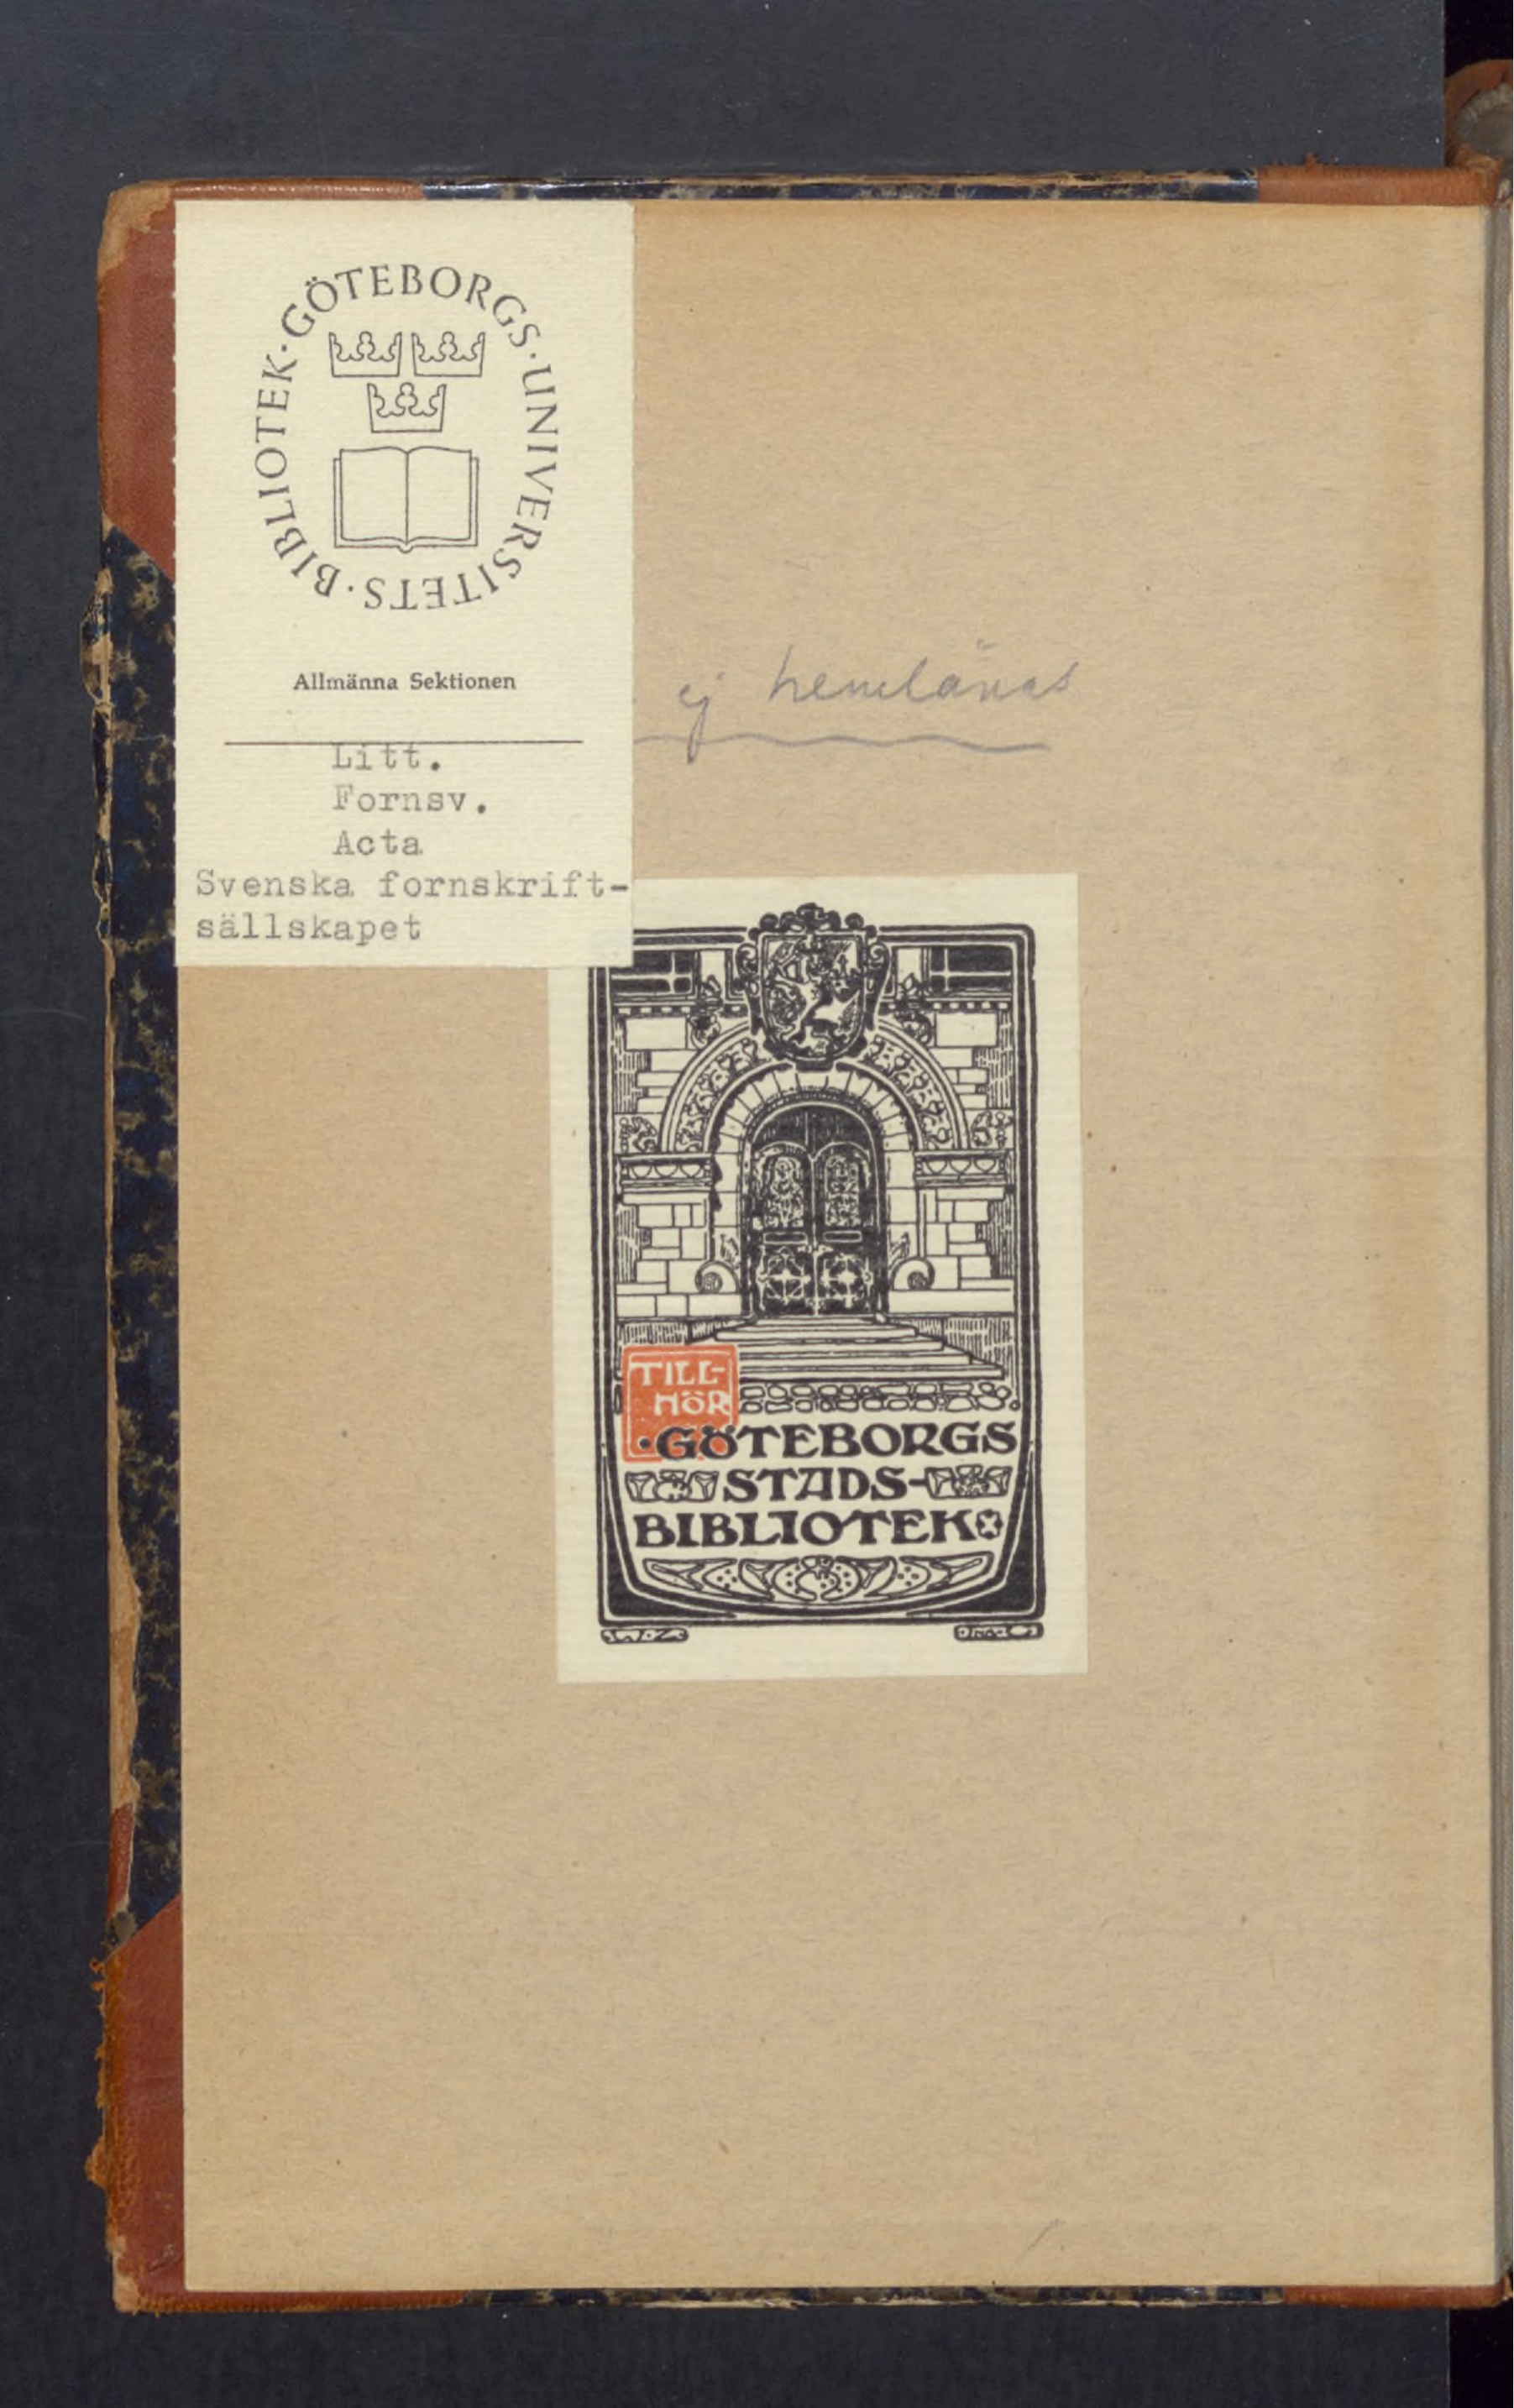 GÖTEBORGS·UNIVERSITETS·BIBLIOTEK·
Allmänna Sektionen
ej hemlånas
Litt.
Fornsv.
Acta
Svenska fornskrift-
sällskapet
TILL-
HÖR
·GÖTEBORGS
STADS-
BIBLIOTEK